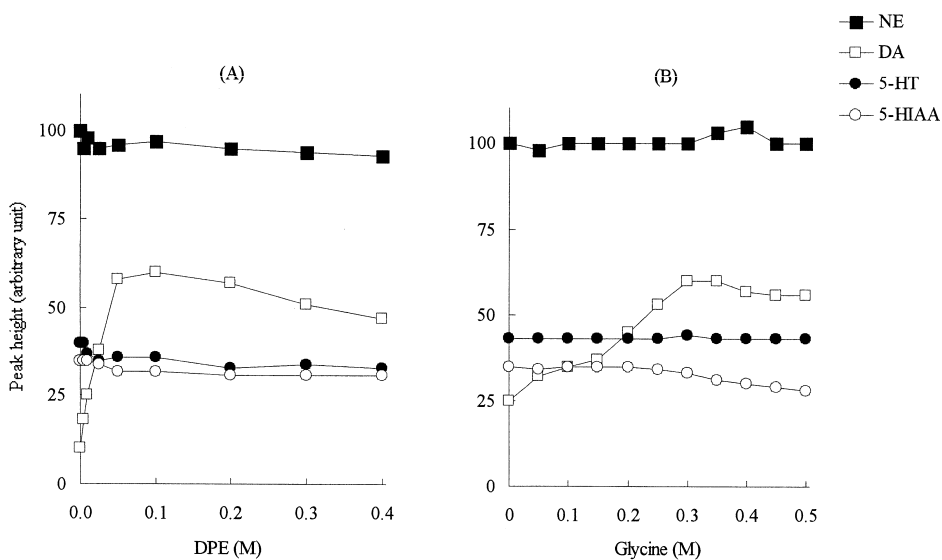 NE
DA
5-HT
5-HIAA
(A)
(B)
Peak height (arbitrary unit)
100
75
50
25
0
0.0 0.1 0.2 0.3 0.4
DPE (M)
100
75
50
25
0
0 0.1 0.2 0.3 0.4 0.5
Glycine (M)